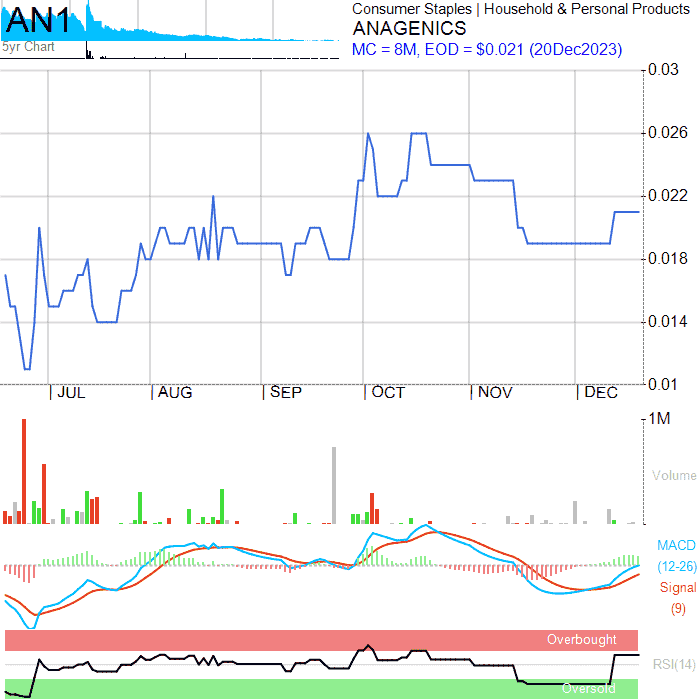 AN1
5yr Chart
Consumer Staples | Household & Personal Products
ANAGENICS
MC = 8M, EOD = $0.021 (20Dec2023)
0.03
0.026
0.022
0.018
0.014
0.01
JUL AUG SEP OCT NOV DEC
1M
Volume
MACD
(12-26)
Signal
(9)
Overbought
RSI(14)
Oversold